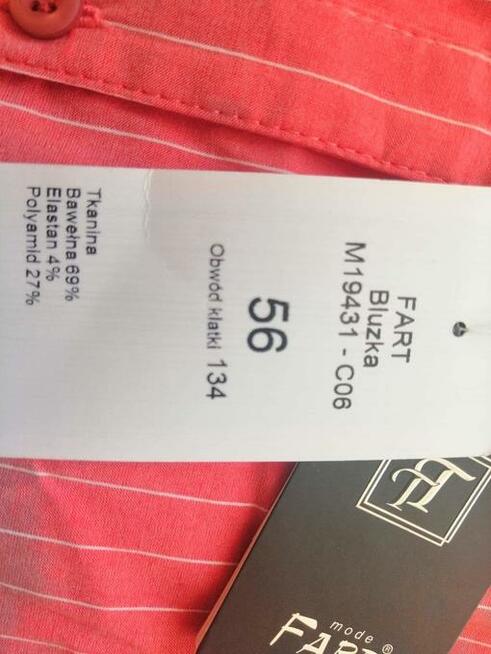 FART
Bluzka
M19431 - C06
56
Obwód klatki 134
Tkanina
Bawełna 69%
Elastan 4%
Polyamid 27%
mode ®
FART